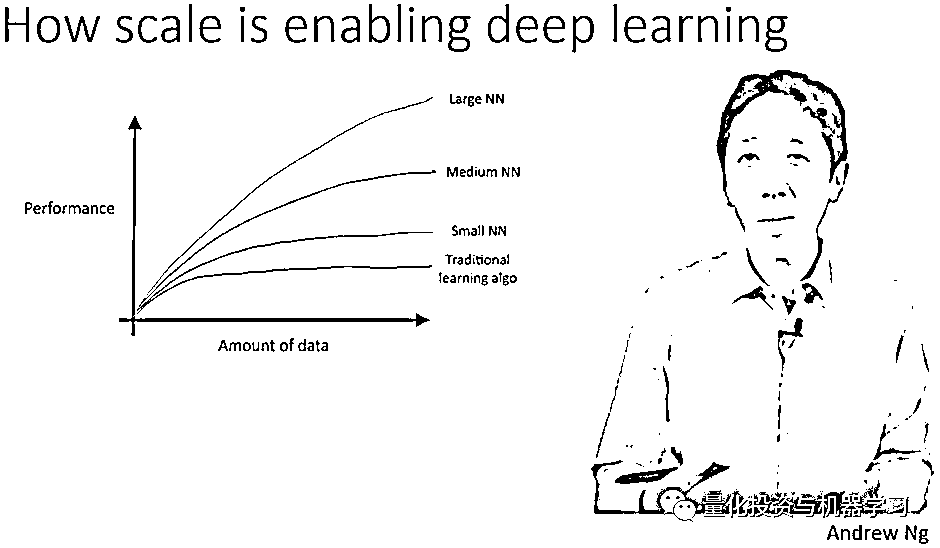 How scale is enabling deep learning
Large NN
Medium NN
Performance
Small NN
Traditional
learning algo
Amount of data
量化投资与机器学习
Andrew Ng